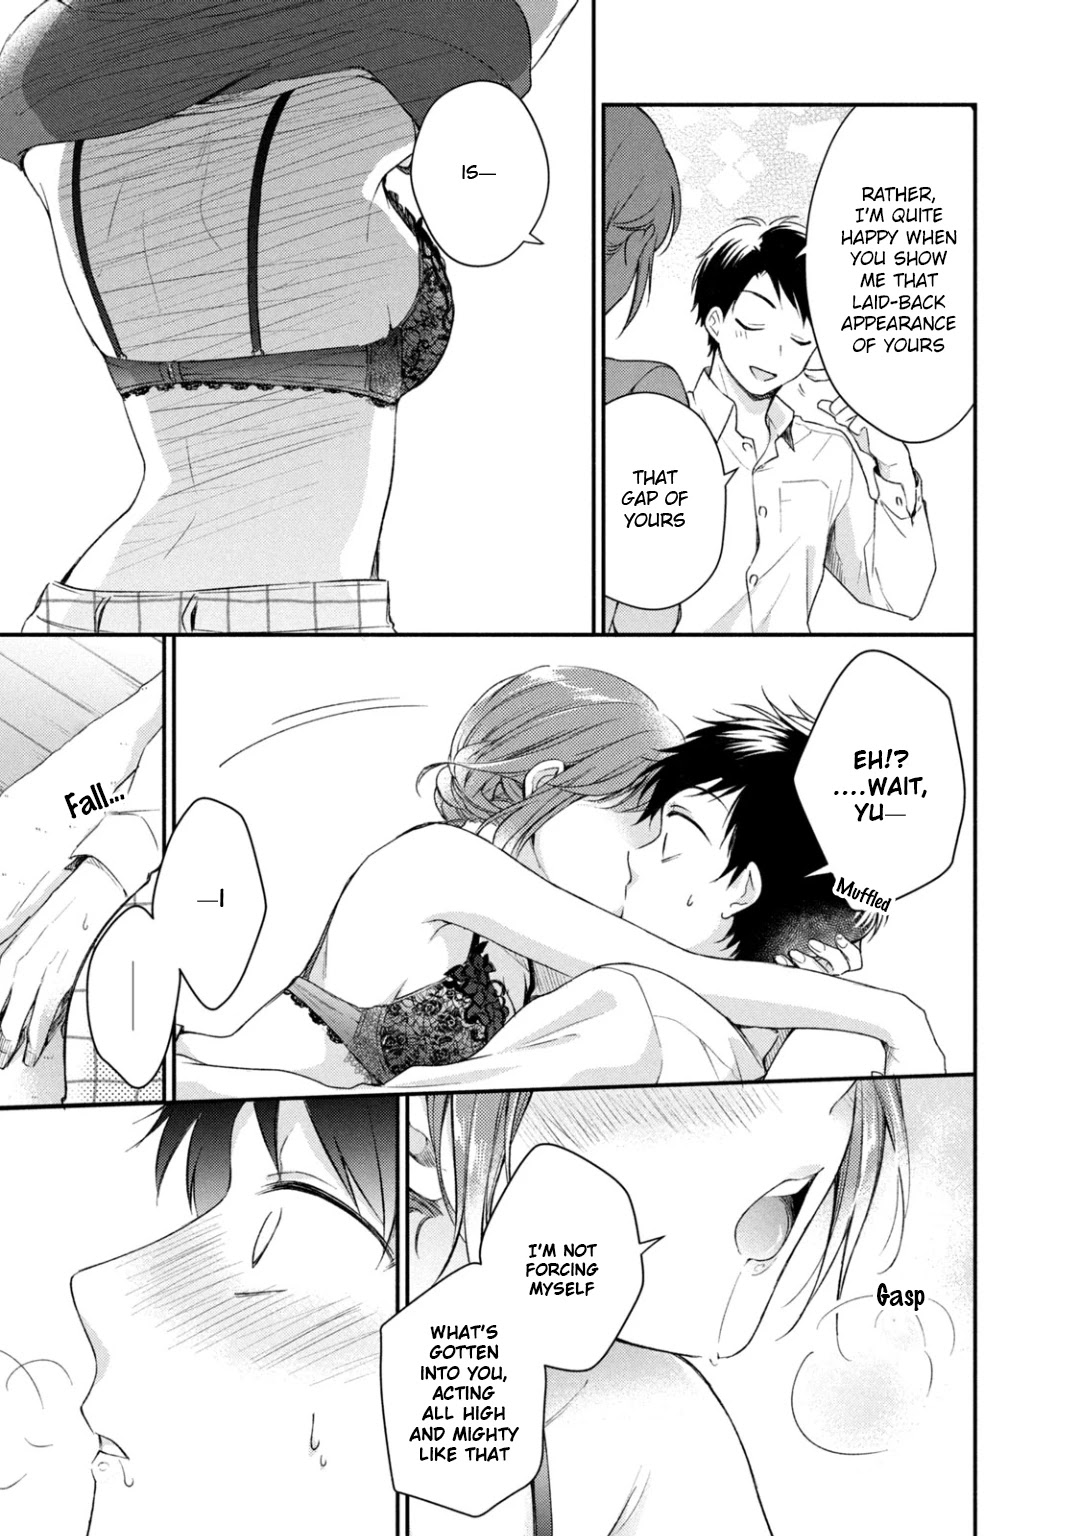 RATHER,
I'M QUITE
HAPPY WHEN
YOU SHOW
ME THAT
LAID-BACK
APPEARANCE
OF YOURS
THAT
GAP OF
YOURS
IS—
EH!?
....WAIT,
YU—
Muffled
—I
—
Fall...
I'M NOT
FORCING
MYSELF
WHAT'S
GOTTEN
INTO YOU,
ACTING
ALL HIGH
AND MIGHTY
LIKE THAT
Gasp